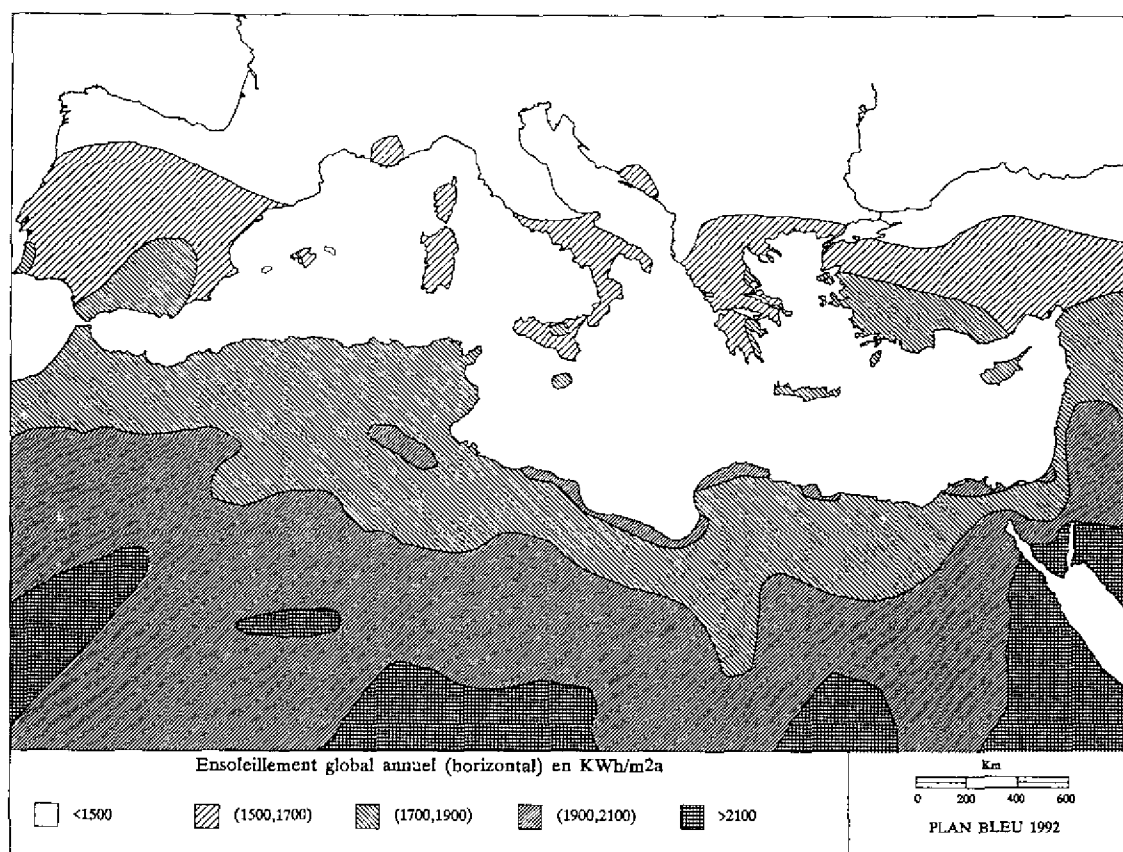 Ensoleillement global annuel (horizontal) en KWh/m2a
<1500
(1500,1700)
(1700,1900)
(1900,2100)
>2100
Km
0 200 400 600
PLAN BLEU 1992